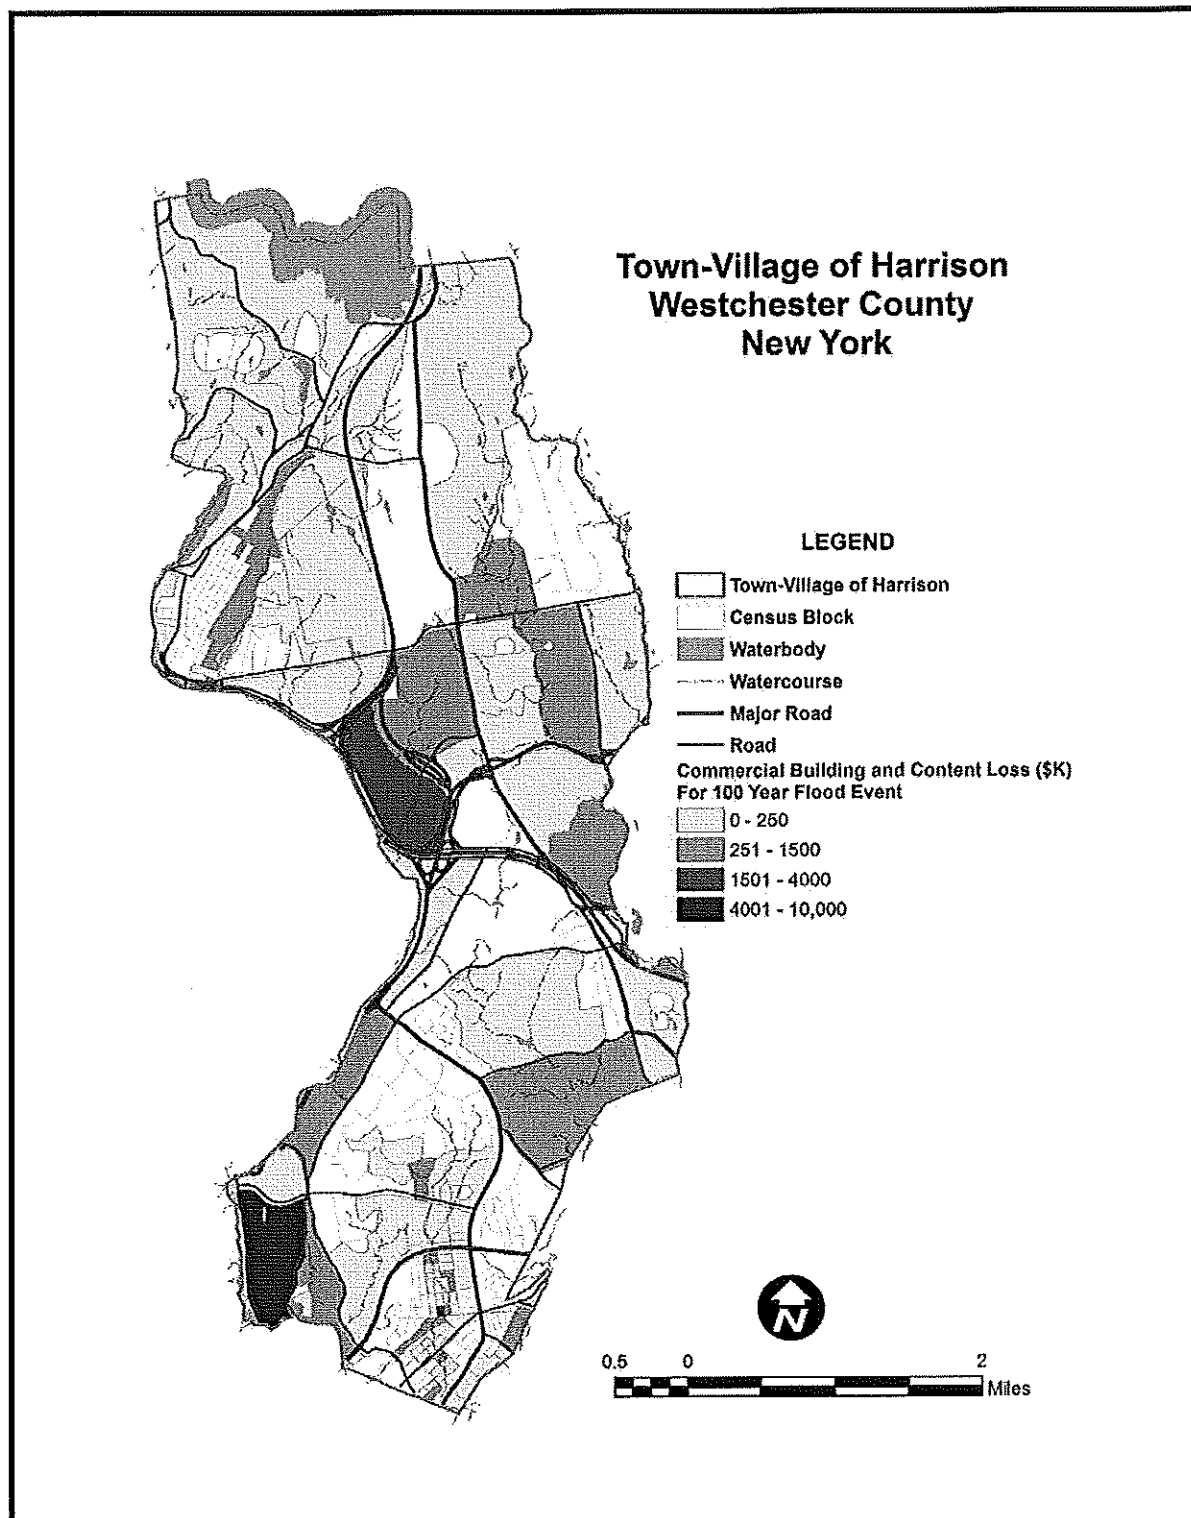 Town-Village of Harrison
Westchester County
New York
LEGEND
Town-Village of Harrison
Census Block
Waterbody
Watercourse
Major Road
Road
Commercial Building and Content Loss ($K)
For 100 Year Flood Event
0 - 250
251 - 1500
1501 - 4000
4001 - 10,000
N
0.5 0 2
Miles